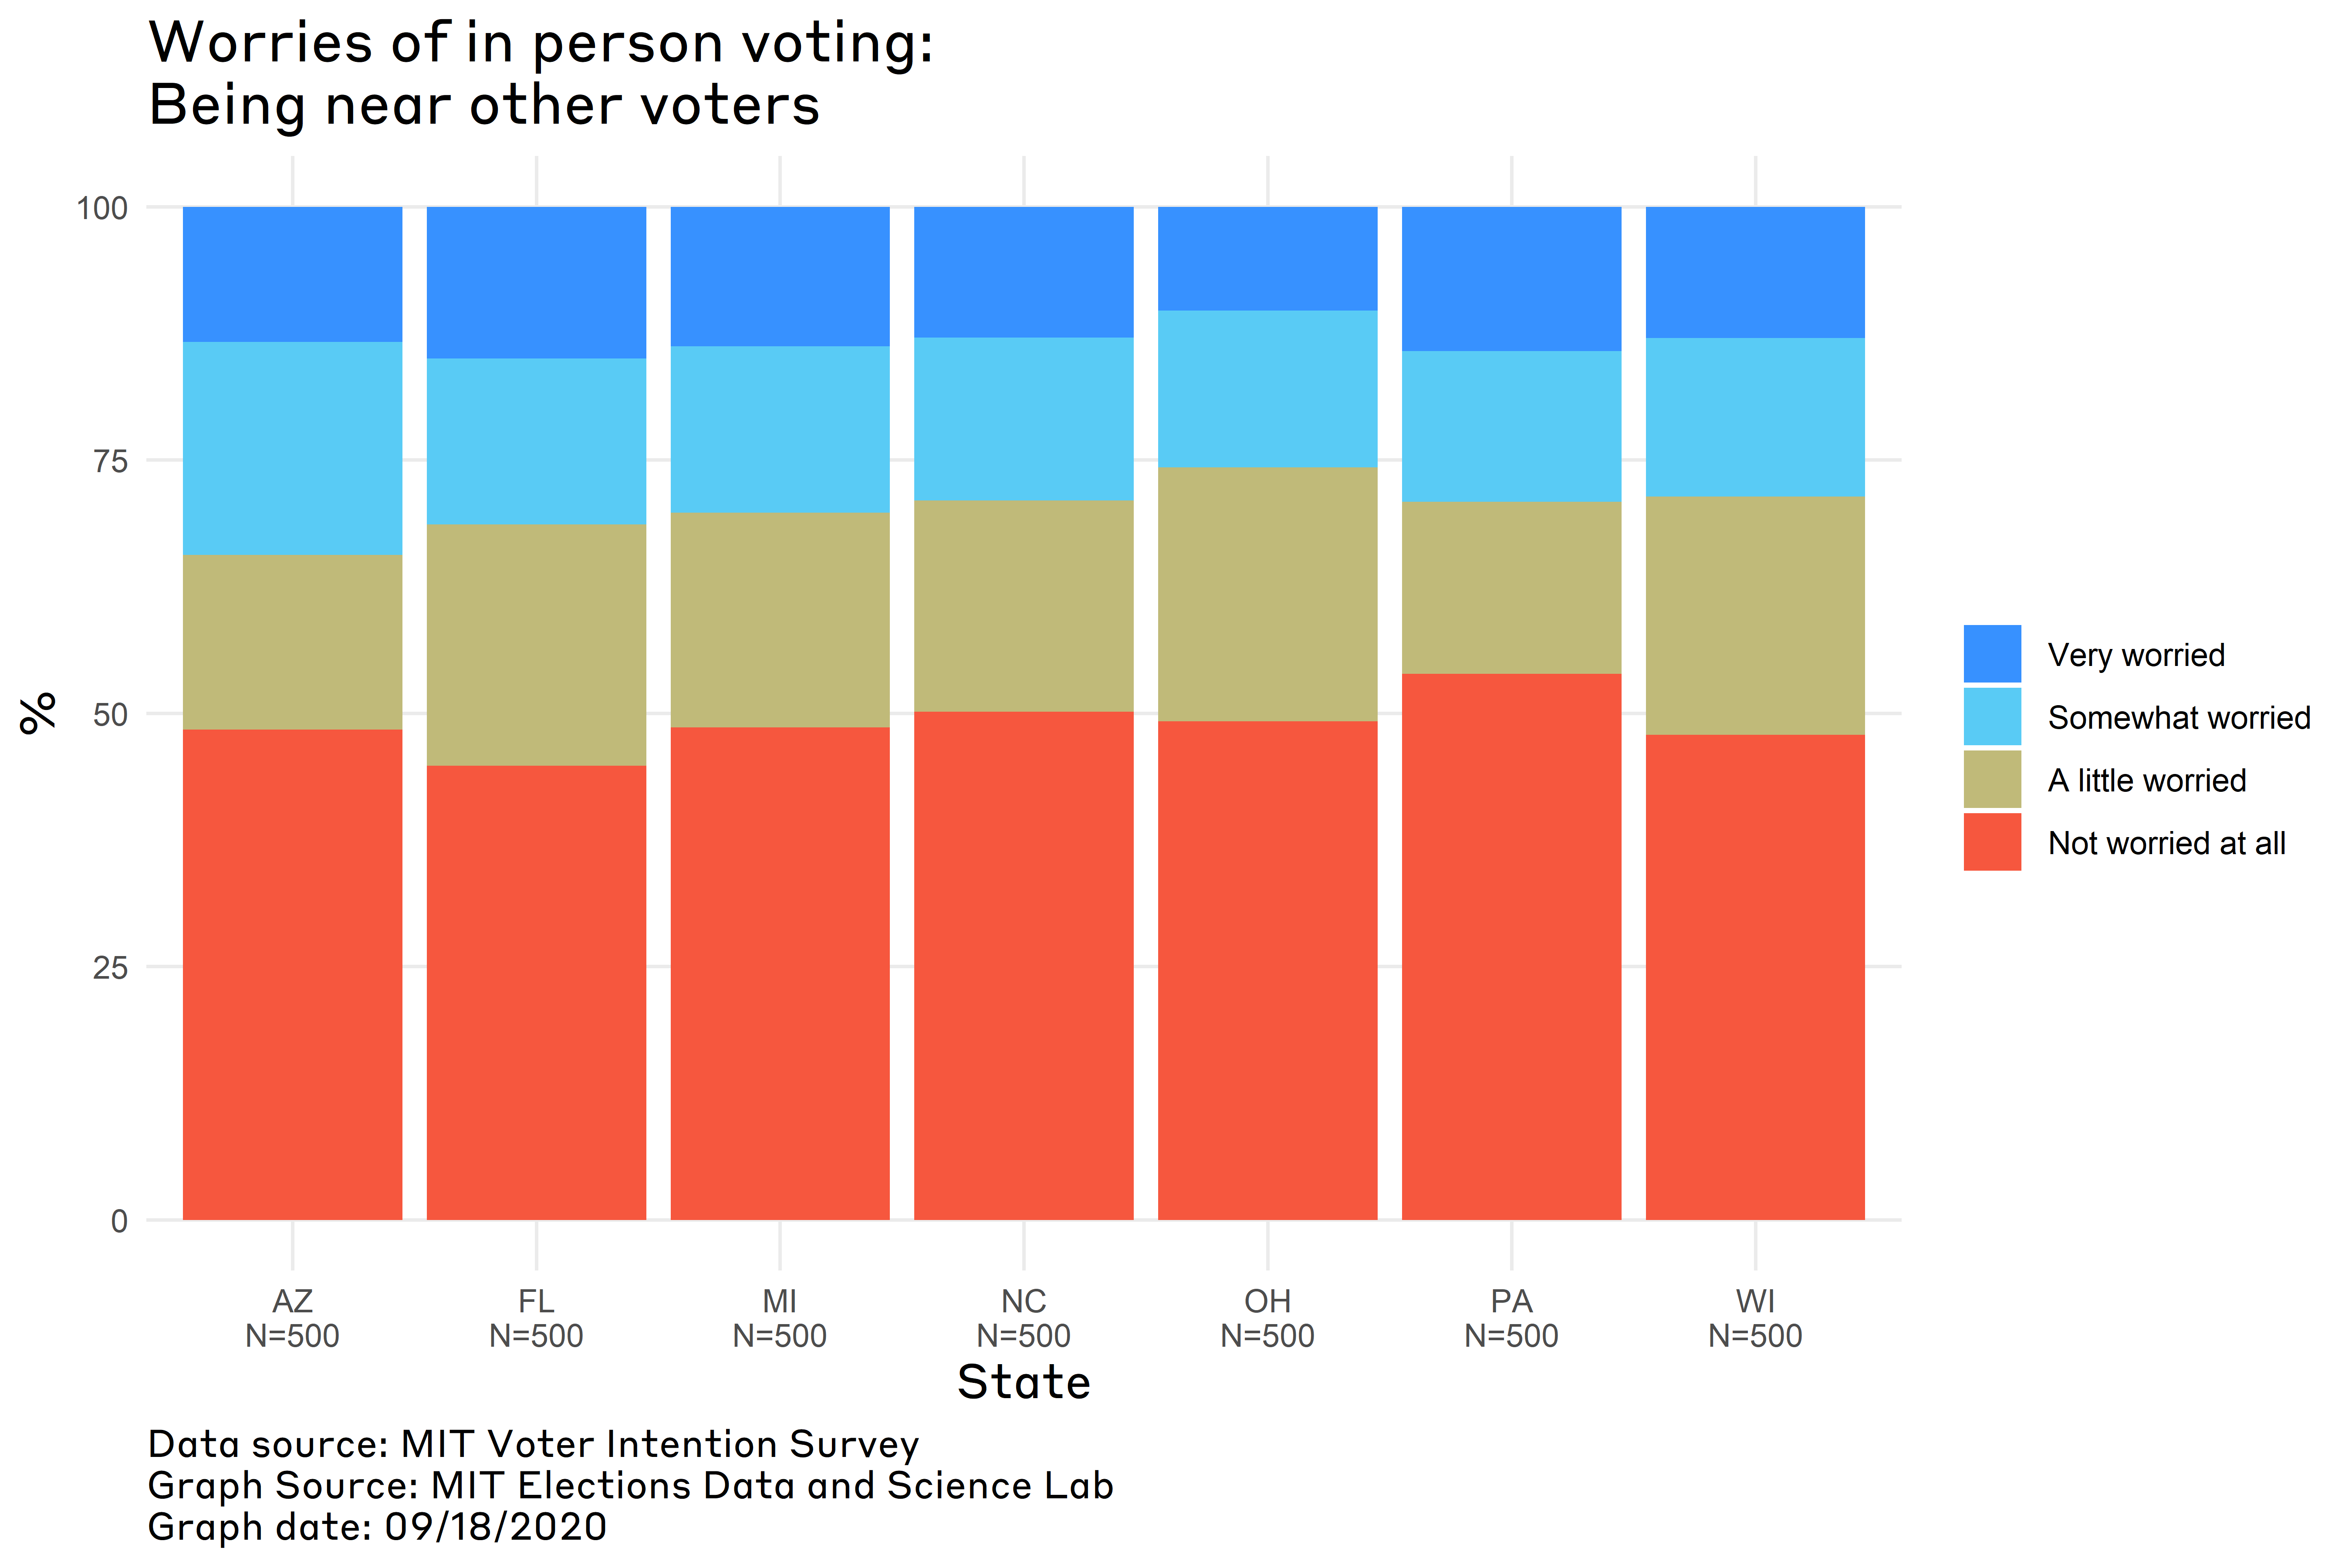 Worries of in person voting:
Being near other voters
100
75
50
25
0
%
Very worried
Somewhat worried
A little worried
Not worried at all
AZ FL MI NC OH PA WI
N=500 N=500 N=500 N=500 N=500 N=500 N=500
State
Data source: MIT Voter Intention Survey
Graph Source: MIT Elections Data and Science Lab
Graph date: 09/18/2020